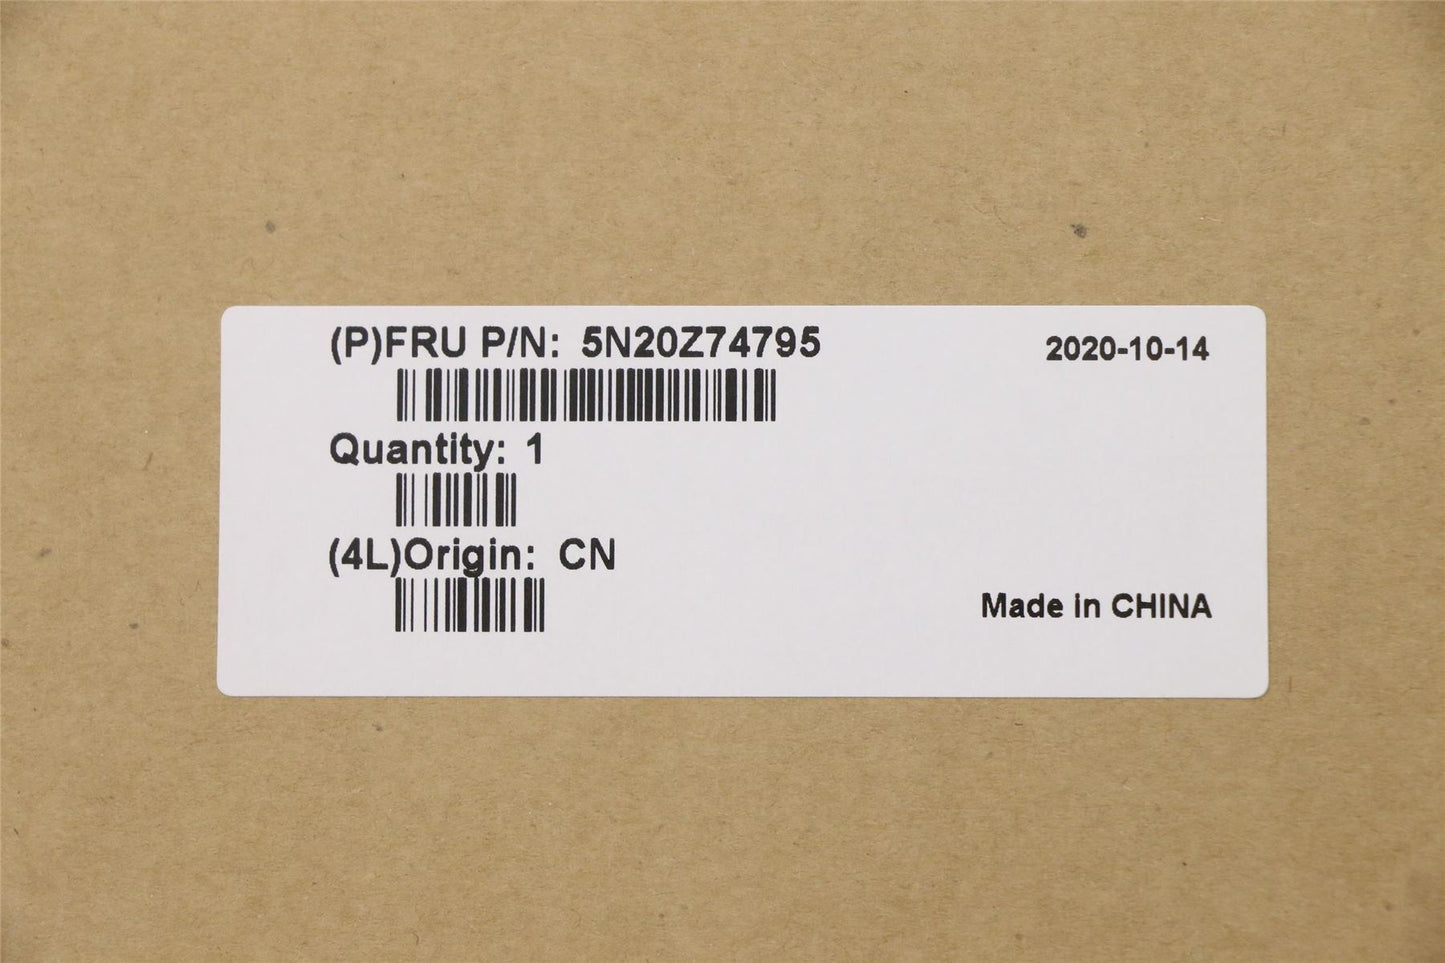 (P)FRU P/N: 5N20Z74795
2020-10-14
Quantity: 1
(4L)Origin: CN
Made in CHINA